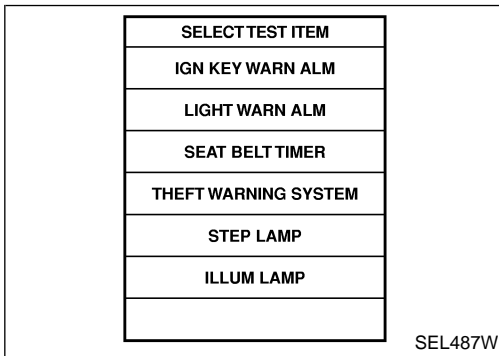 SELECT TEST ITEM
IGN KEY WARN ALM
LIGHT WARN ALM
SEAT BELT TIMER
THEFT WARNING SYSTEM
STEP LAMP
ILLUM LAMP
SEL487W